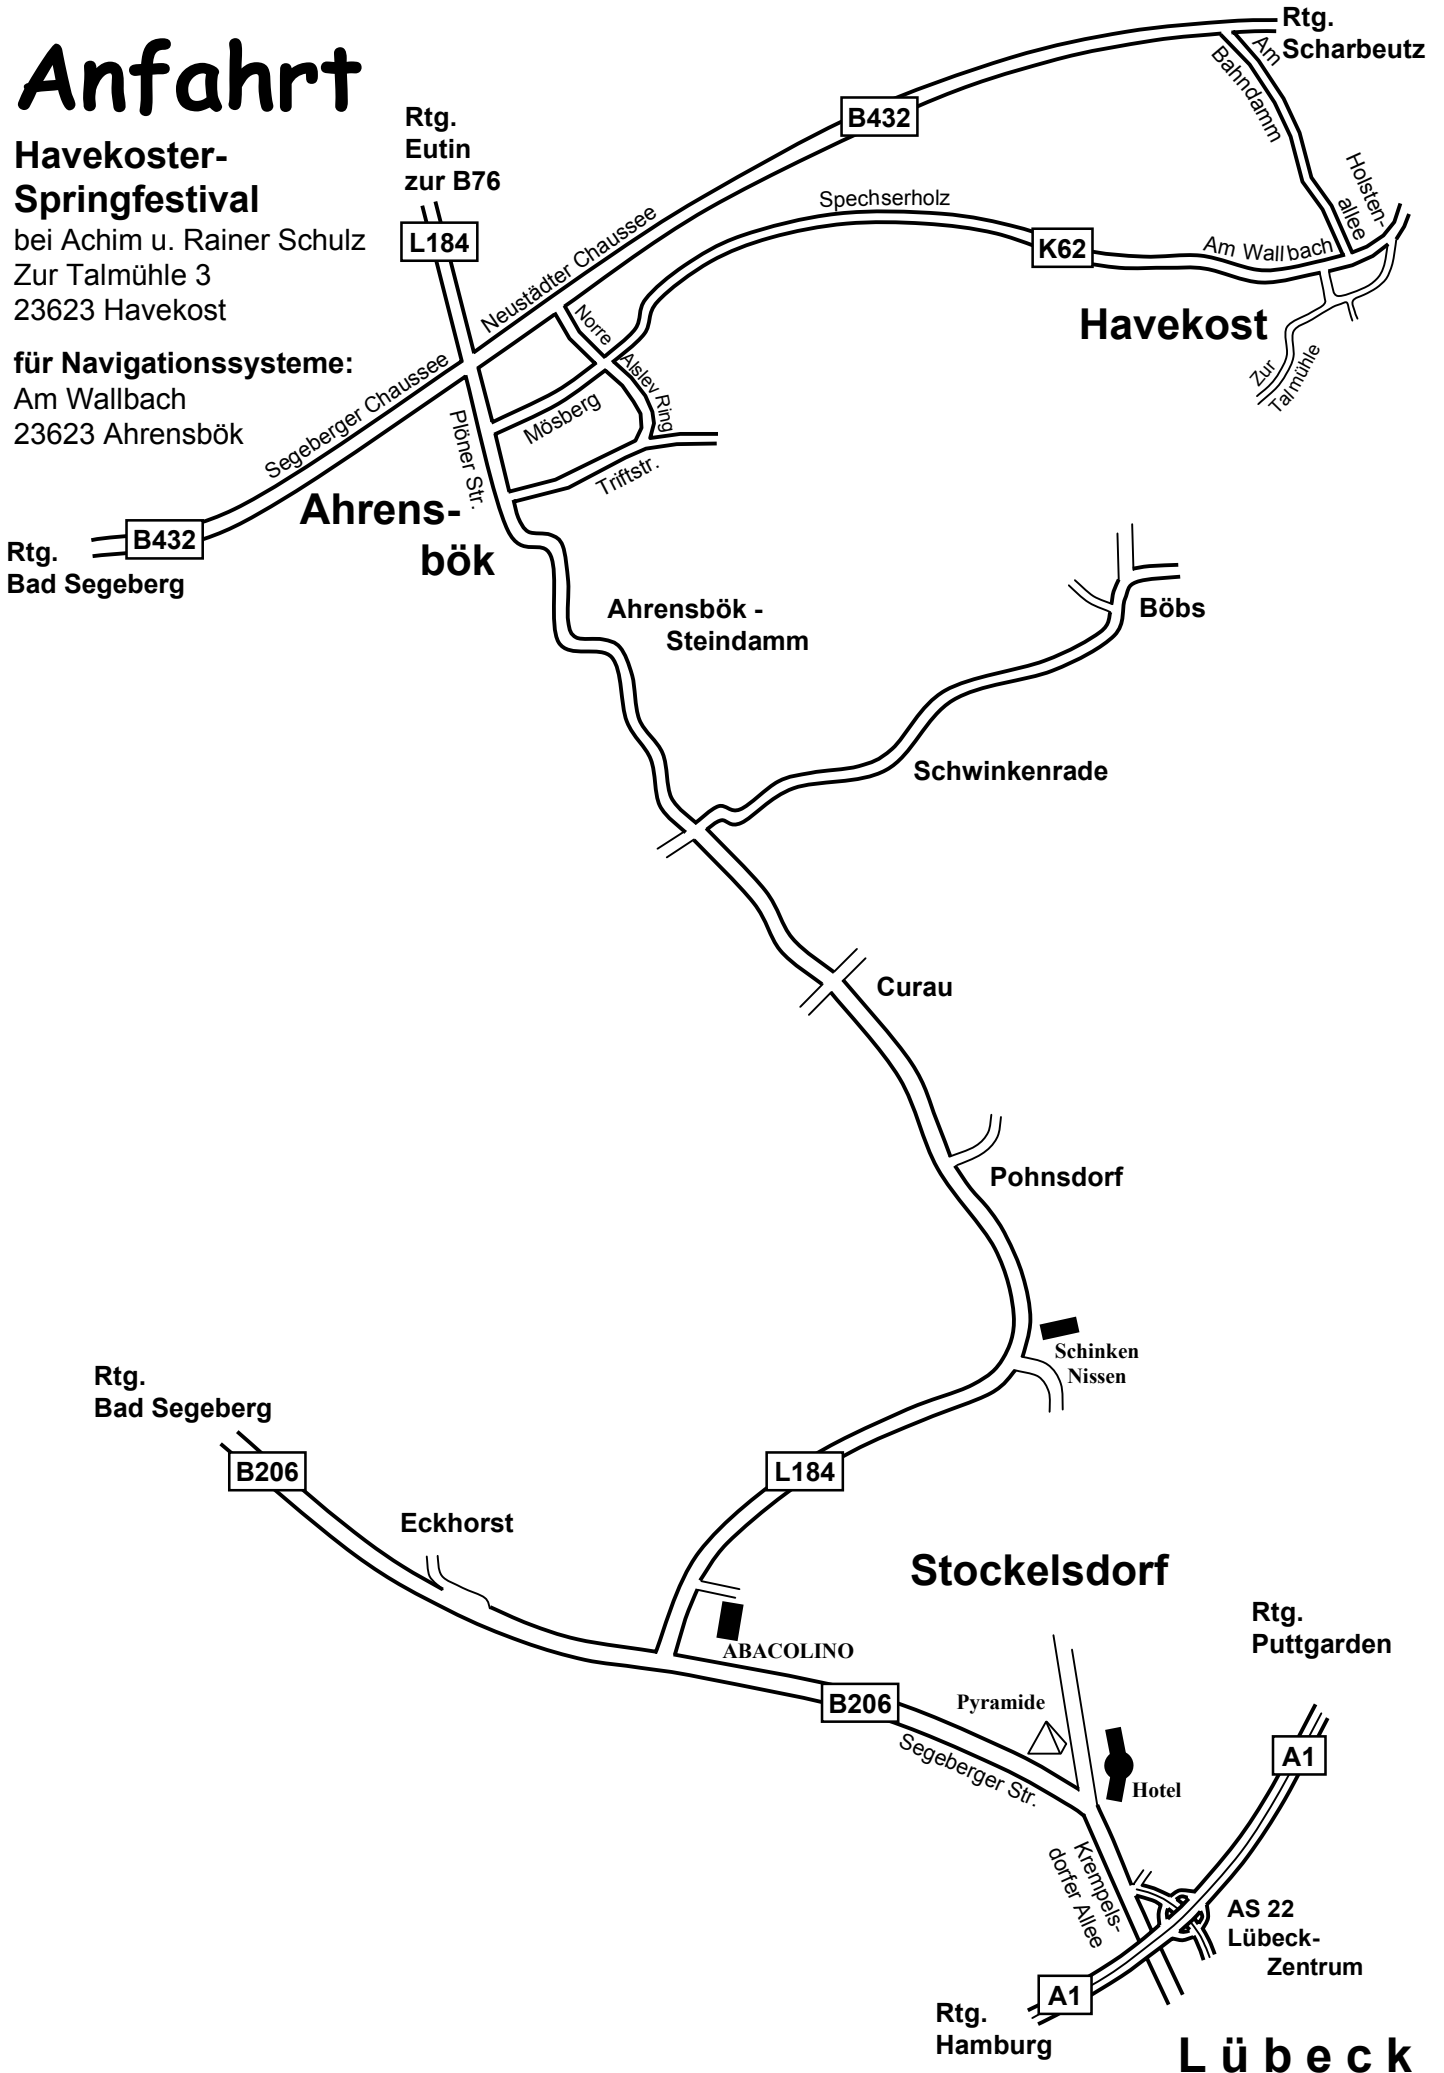 Anfahrt
Havekoster-
Springfestival
bei Achim u. Rainer Schulz
Zur Talmühle 3
23623 Havekost
für Navigationssysteme:
Am Wallbach
23623 Ahrensbök
Rtg.
Eutin
zur B76
L184
B432
Rtg.
Scharbeutz
Am
Bahndamm
Holsten-
allee
Spechserholz
K62
Am Wallbach
Havekost
Zur
Talmühle
Neustädter Chaussee
Segeberger Chaussee
Norre
Alslev Ring
Mösberg
Plöner Str.
Triftstr.
Ahrens-
bök
B432
Rtg.
Bad Segeberg
Ahrensbök -
Steindamm
Böbs
Schwinkenrade
Curau
Pohnsdorf
Schinken
Nissen
Rtg.
Bad Segeberg
B206
L184
Eckhorst
Stockelsdorf
ABACOLINO
B206
Segeberger Str.
Pyramide
Hotel
Rtg.
Puttgarden
A1
Krempels-
dorfer Allee
AS 22
Lübeck-
Zentrum
A1
Rtg.
Hamburg
Lübeck